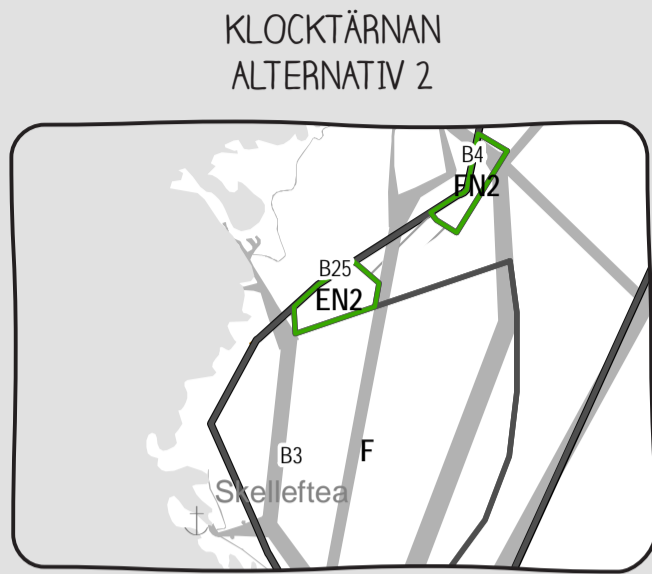 KLOCKTÄRNAN
ALTERNATIV 2
B4
EN2
B25
EN2
B3
F
Skelleftea